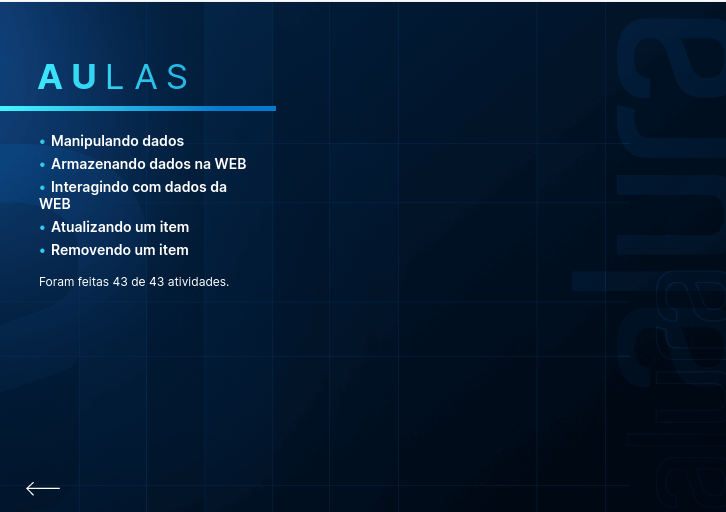 AULAS
• Manipulando dados
• Armazenando dados na WEB
• Interagindo com dados da
WEB
• Atualizando um item
• Removendo um item
Foram feitas 43 de 43 atividades.
alura
alura